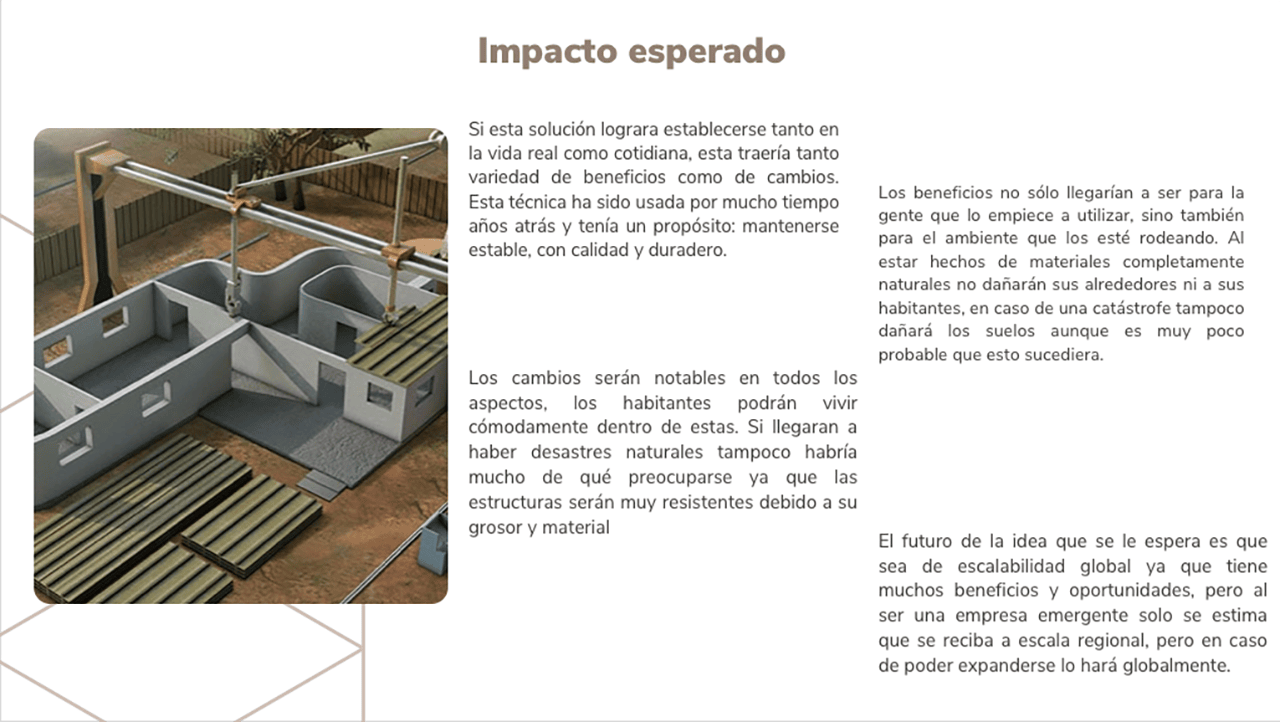 Impacto esperado
Si esta solución lograra establecerse tanto en
la vida real como cotidiana, esta traería tanto
variedad de beneficios como de cambios.
Esta técnica ha sido usada por mucho tiempo
años atrás y tenía un propósito: mantenerse
estable, con calidad y duradero.
Los cambios serán notables en todos los
aspectos, los habitantes podrán vivir
cómodamente dentro de estas. Si llegaran a
haber desastres naturales tampoco habría
mucho de qué preocuparse ya que las
estructuras serán muy resistentes debido a su
grosor y material
Los beneficios no sólo llegarían a ser para la
gente que lo empiece a utilizar, sino también
para el ambiente que los esté rodeando. Al
estar hechos de materiales completamente
naturales no dañarán sus alrededores ni a sus
habitantes, en caso de una catástrofe tampoco
dañará los suelos aunque es muy poco
probable que esto sucediera.
El futuro de la idea que se le espera es que
sea de escalabilidad global ya que tiene
muchos beneficios y oportunidades, pero al
ser una empresa emergente solo se estima
que se reciba a escala regional, pero en caso
de poder expanderse lo hará globalmente.